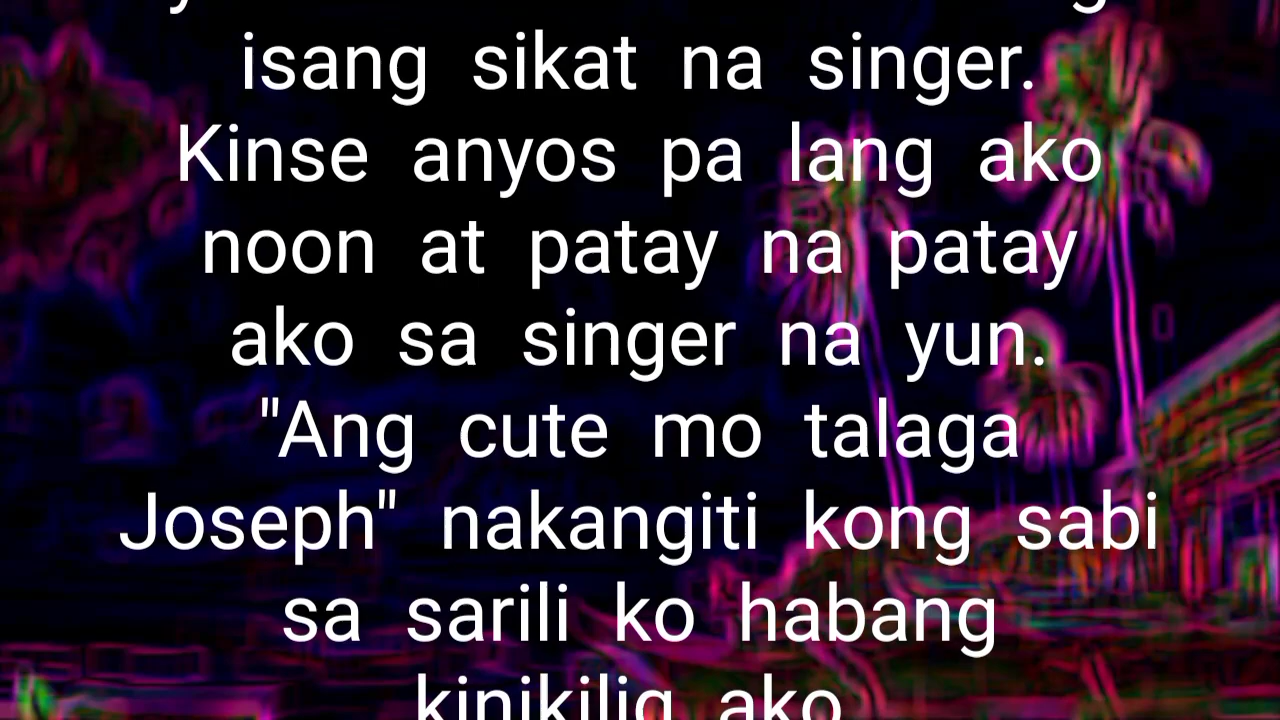 isang sikat na singer.
Kinse anyos pa lang ako
noon at patay na patay
ako sa singer na yun.
"Ang cute mo talaga
Joseph" nakangiti kong sabi
sa sarili ko habang
kinikilig ako